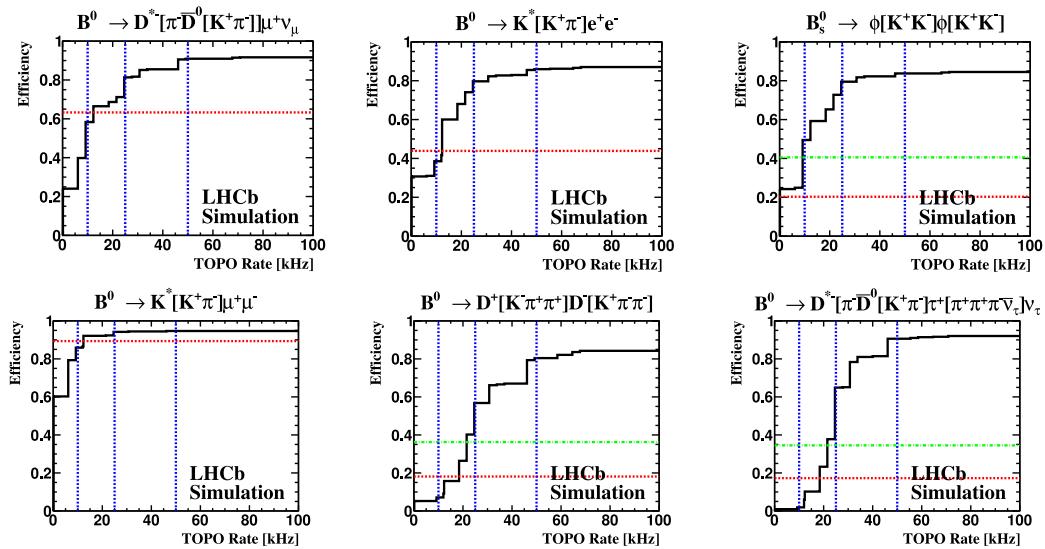 B⁰ → D*⁻[π⁻D̅⁰[K⁺π⁻]]μ⁺ν_μ
Efficiency
1
0.8
0.6
0.4
0.2
0
LHCb
Simulation
0 20 40 60 80 100
TOPO Rate [kHz]
B⁰ → K*[K⁺π⁻]e⁺e⁻
Efficiency
1
0.8
0.6
0.4
0.2
0
LHCb
Simulation
0 20 40 60 80 100
TOPO Rate [kHz]
B⁰ₛ → φ[K⁺K⁻]φ[K⁺K⁻]
Efficiency
1
0.8
0.6
0.4
0.2
0
LHCb
Simulation
0 20 40 60 80 100
TOPO Rate [kHz]
B⁰ → K*[K⁺π⁻]μ⁺μ⁻
Efficiency
1
0.8
0.6
0.4
0.2
0
LHCb
Simulation
0 20 40 60 80 100
TOPO Rate [kHz]
B⁰ → D⁺[K⁻π⁺π⁺]D⁻[K⁺π⁻π⁻]
Efficiency
1
0.8
0.6
0.4
0.2
0
LHCb
Simulation
0 20 40 60 80 100
TOPO Rate [kHz]
B⁰ → D*⁻[π⁻D̅⁰[K⁺π⁻]τ⁺[π⁺π⁺π⁻ν̅_τ]ν_τ
Efficiency
1
0.8
0.6
0.4
0.2
0
LHCb
Simulation
0 20 40 60 80 100
TOPO Rate [kHz]